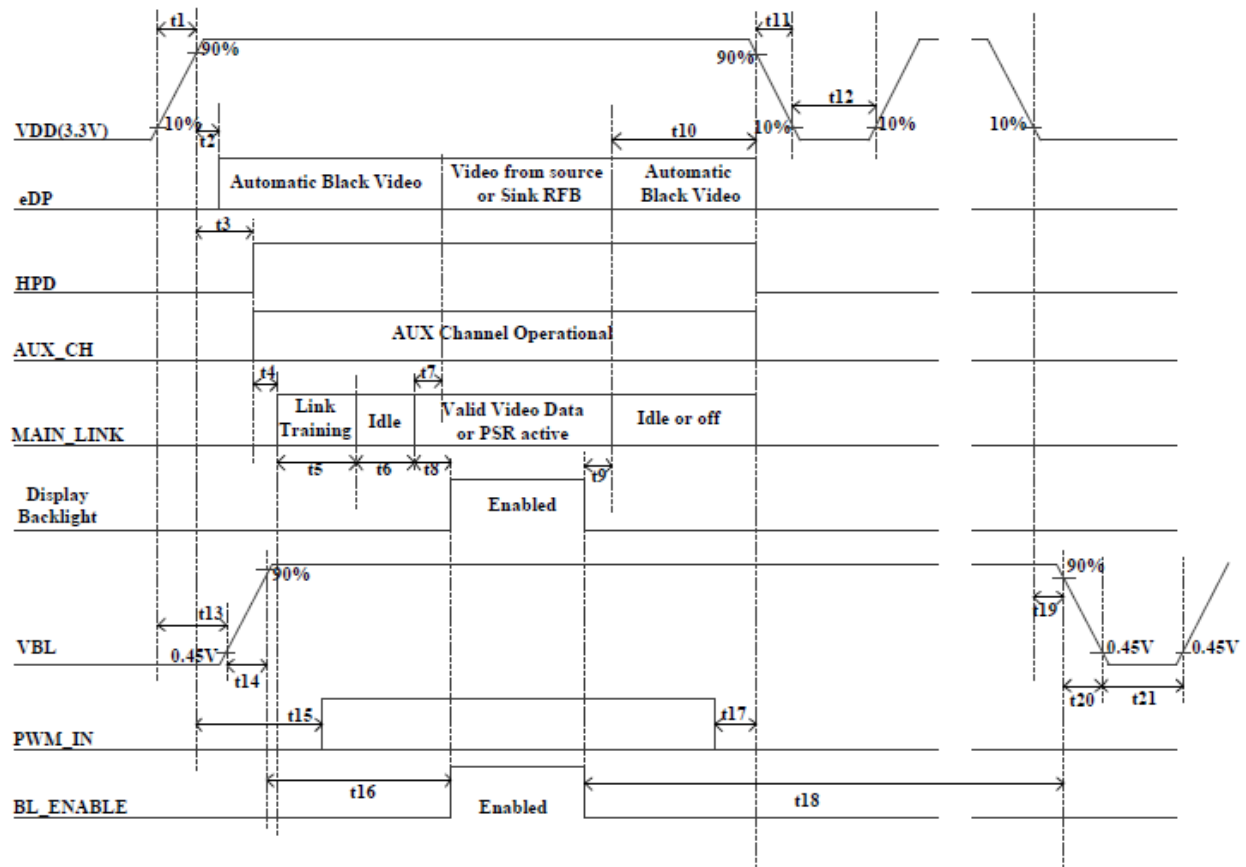 t1
t11
90%
90%
t12
10%
10%
10%
10%
VDD(3.3V)
t2
t10
Automatic Black Video
Video from source
or Sink RFB
Automatic
Black Video
eDP
t3
HPD
AUX Channel Operational
AUX_CH
t4
t7
Link
Training
Idle
Valid Video Data
or PSR active
Idle or off
MAIN_LINK
t5
t6
t8
t9
Display
Backlight
Enabled
90%
90%
t13
t19
VBL
0.45V
0.45V
0.45V
t14
t20
t21
t15
t17
PWM_IN
t16
t18
BL_ENABLE
Enabled